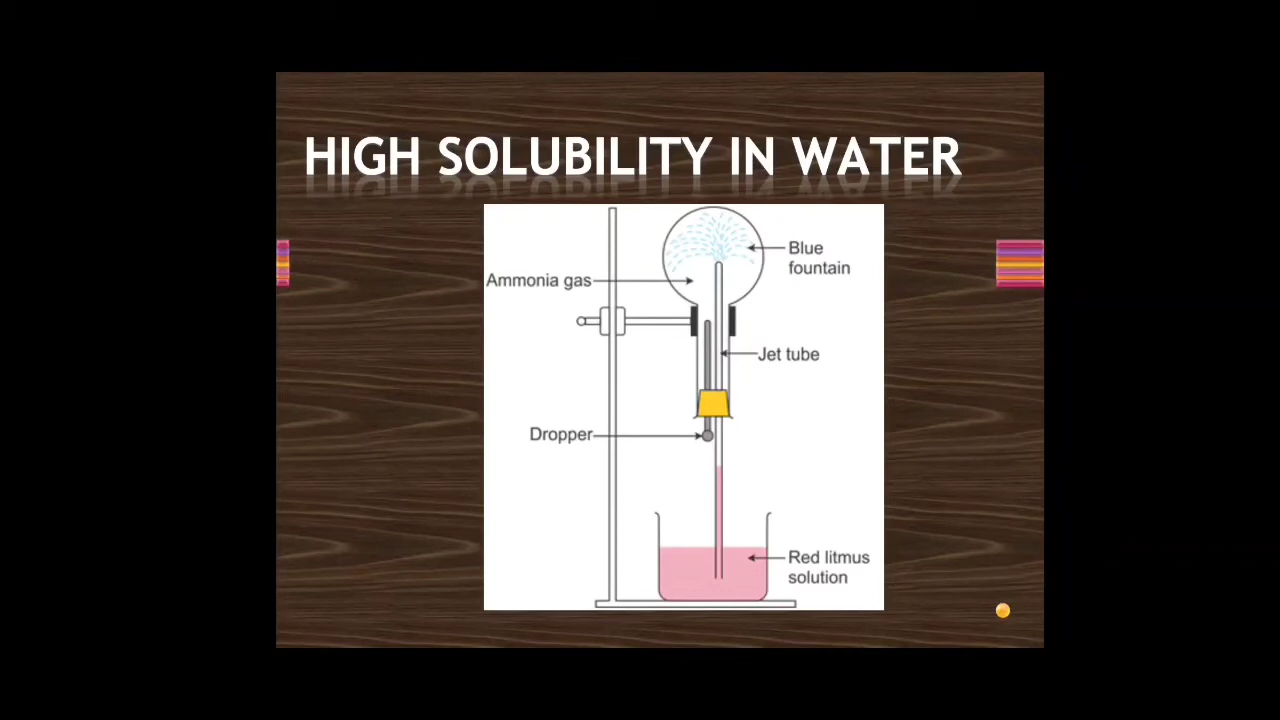 HIGH SOLUBILITY IN WATER
Blue
fountain
Ammonia gas
Jet tube
Dropper
Red litmus
solution